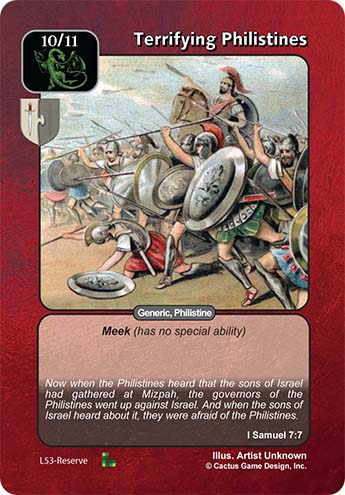 10/11
Terrifying Philistines
Generic, Philistine
Meek (has no special ability)
Now when the Philistines heard that the sons of Israel
had gathered at Mizpah, the governors of the
Philistines went up against Israel. And when the sons of
Israel heard about it, they were afraid of the Philistines.
I Samuel 7:7
L53-Reserve
Illus. Artist Unknown
© Cactus Game Design, Inc.